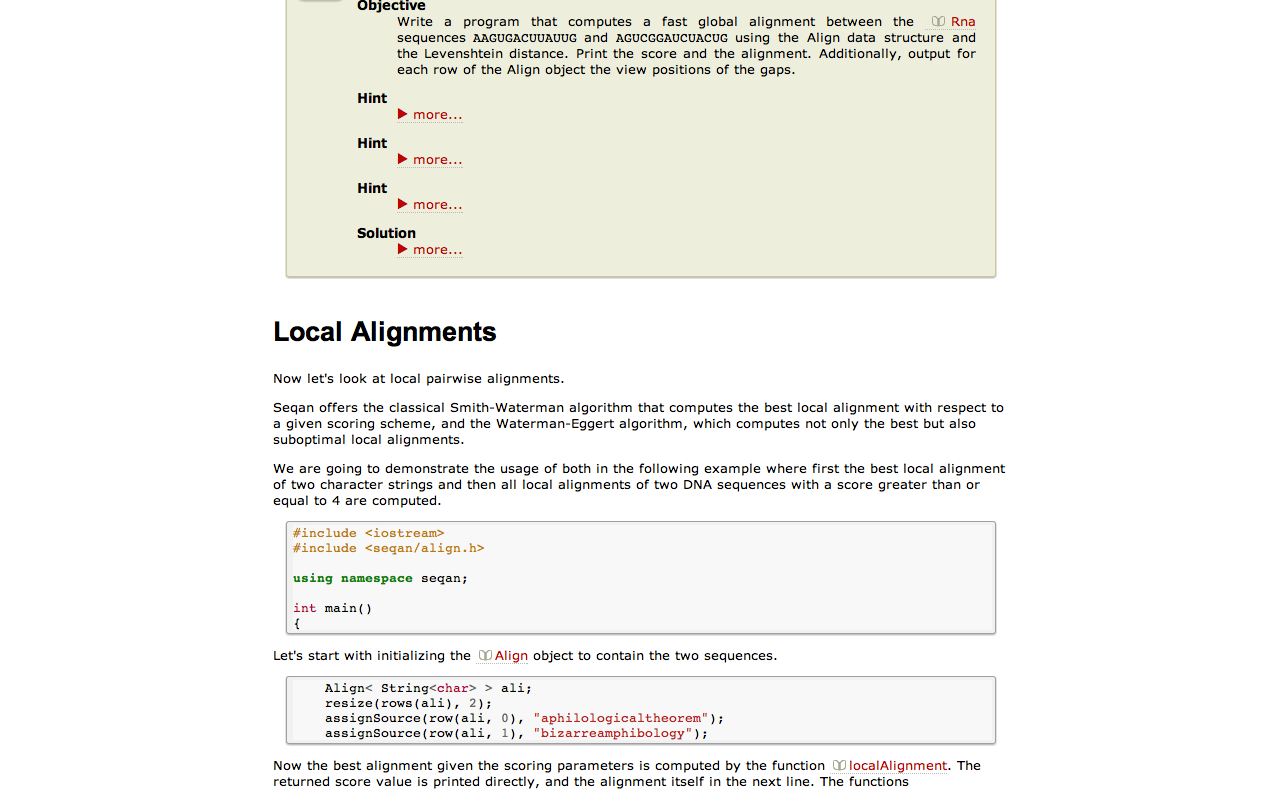 Objective
Write a program that computes a fast global alignment between the Rna
sequences AAGUGACUUAUUG and AGUCGGAUCUACUG using the Align data structure and
the Levenshtein distance. Print the score and the alignment. Additionally, output for
each row of the Align object the view positions of the gaps.
Hint
more...
Hint
more...
Hint
more...
Solution
more...
Local Alignments
Now let's look at local pairwise alignments.
Seqan offers the classical Smith-Waterman algorithm that computes the best local alignment with respect to
a given scoring scheme, and the Waterman-Eggert algorithm, which computes not only the best but also
suboptimal local alignments.
We are going to demonstrate the usage of both in the following example where first the best local alignment
of two character strings and then all local alignments of two DNA sequences with a score greater than or
equal to 4 are computed.
#include <iostream>
#include <seqan/align.h>
using namespace seqan;
int main()
{
Let's start with initializing the Align object to contain the two sequences.
Align< String<char> > ali;
resize(rows(ali), 2);
assignSource(row(ali, 0), "aphilologicaltheorem");
assignSource(row(ali, 1), "bizarreamphibology");
Now the best alignment given the scoring parameters is computed by the function localAlignment. The
returned score value is printed directly, and the alignment itself in the next line. The functions